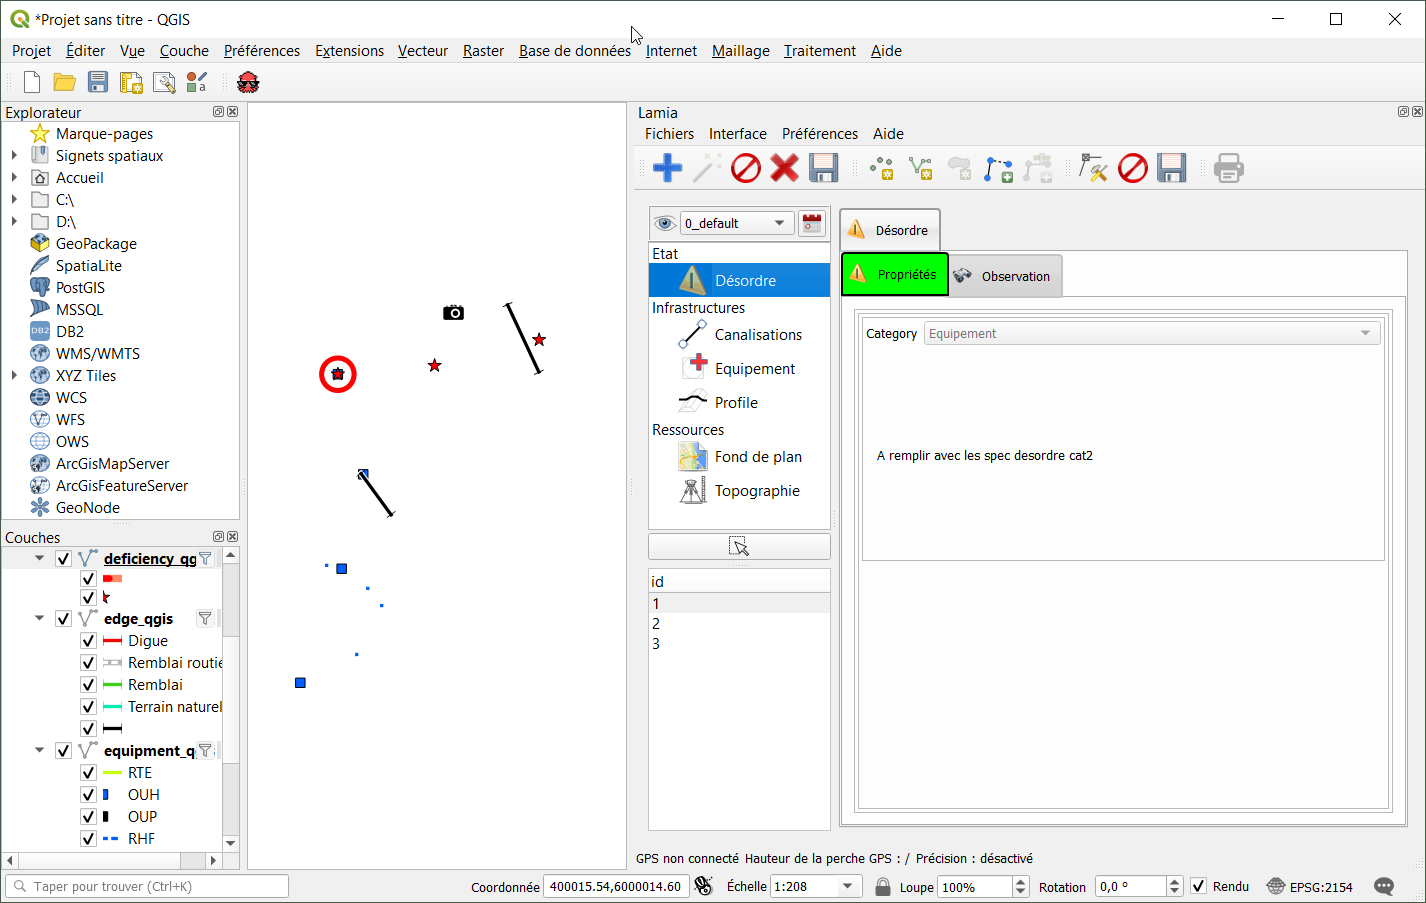 *Projet sans titre - QGIS
Projet Éditer Vue Couche Préférences Extensions Vecteur Raster Base de données Internet Maillage Traitement Aide
Explorateur
Marque-pages
Signets spatiaux
Accueil
C:\
D:\
GeoPackage
SpatiaLite
PostGIS
MSSQL
DB2
DB2
WMS/WMTS
XYZ Tiles
WCS
WFS
OWS
ArcGisMapServer
ArcGisFeatureServer
GeoNode
Couches
deficiency_qg
edge_qgis
Digue
Remblai routie
Remblai
Terrain naturel
equipment_q
RTE
OUH
OUP
RHF
Lamia
Fichiers Interface Préférences Aide
0_default
Etat
Désordre
Infrastructures
Canalisations
Equipement
Profile
Ressources
Fond de plan
Topographie
id
1
2
3
Désordre
Propriétés Observation
Category Equipement
A remplir avec les spec desordre cat2
GPS non connecté Hauteur de la perche GPS : / Précision : désactivé
Taper pour trouver (Ctrl+K) Coordonnée 400015.54,6000014.60 Échelle 1:208 Loupe 100% Rotation 0,0 ° Rendu EPSG:2154